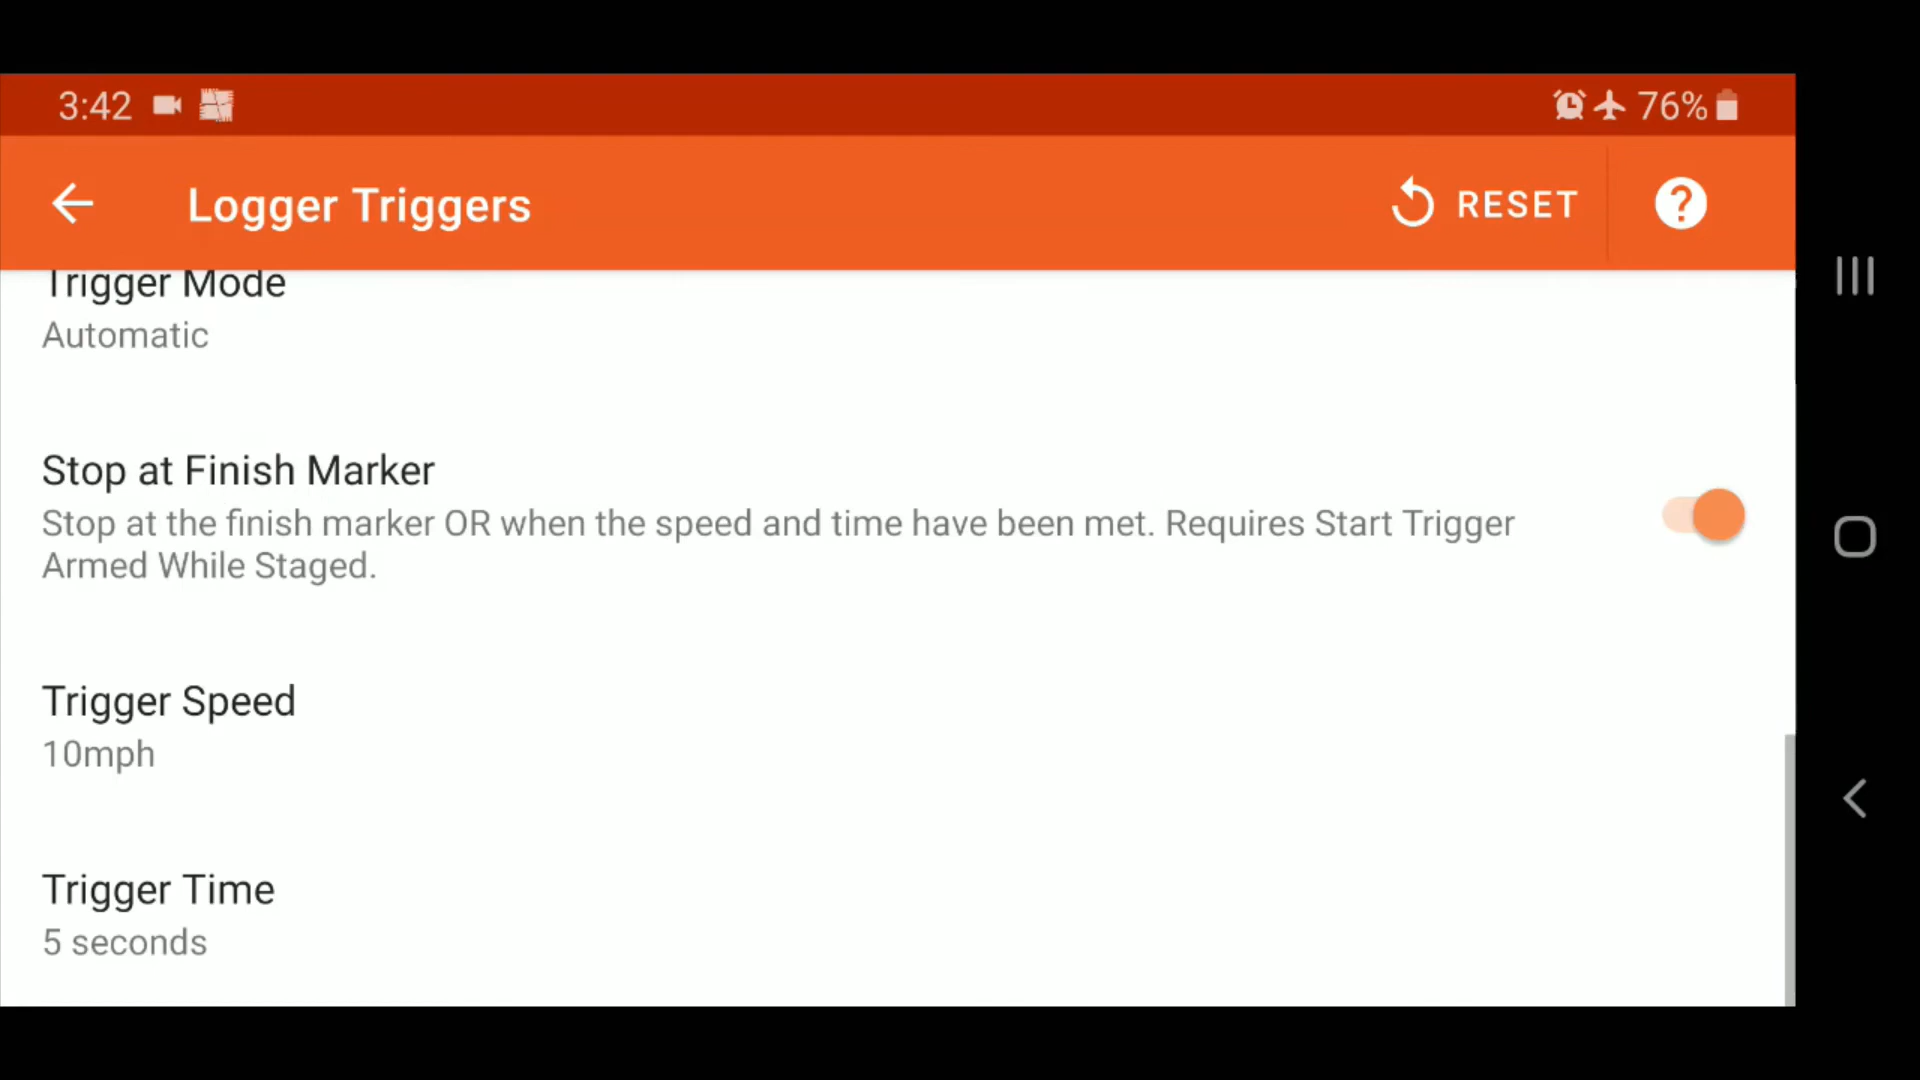 3:42
76%
Logger Triggers
RESET
?
Trigger Mode
Automatic
Stop at Finish Marker
Stop at the finish marker OR when the speed and time have been met. Requires Start Trigger
Armed While Staged.
Trigger Speed
10mph
Trigger Time
5 seconds